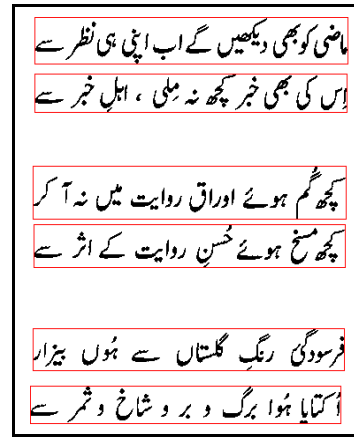 ماضی کو بھی دیکھیں گے اب اپنی ہی نظر سے
اِس کی بھی خبر کچھ نہ مِلی ، اہلِ خبر سے
کچھ گُم ہوئے اوراق روایت میں نہ آ کر
کچھ مسخ ہوئے حُسنِ روایت کے اثر سے
فرسودگیٔ رنگِ گلستاں سے ہُوں بیزار
اُکتایا ہُوا برگ و بر و شاخ و ثمر سے